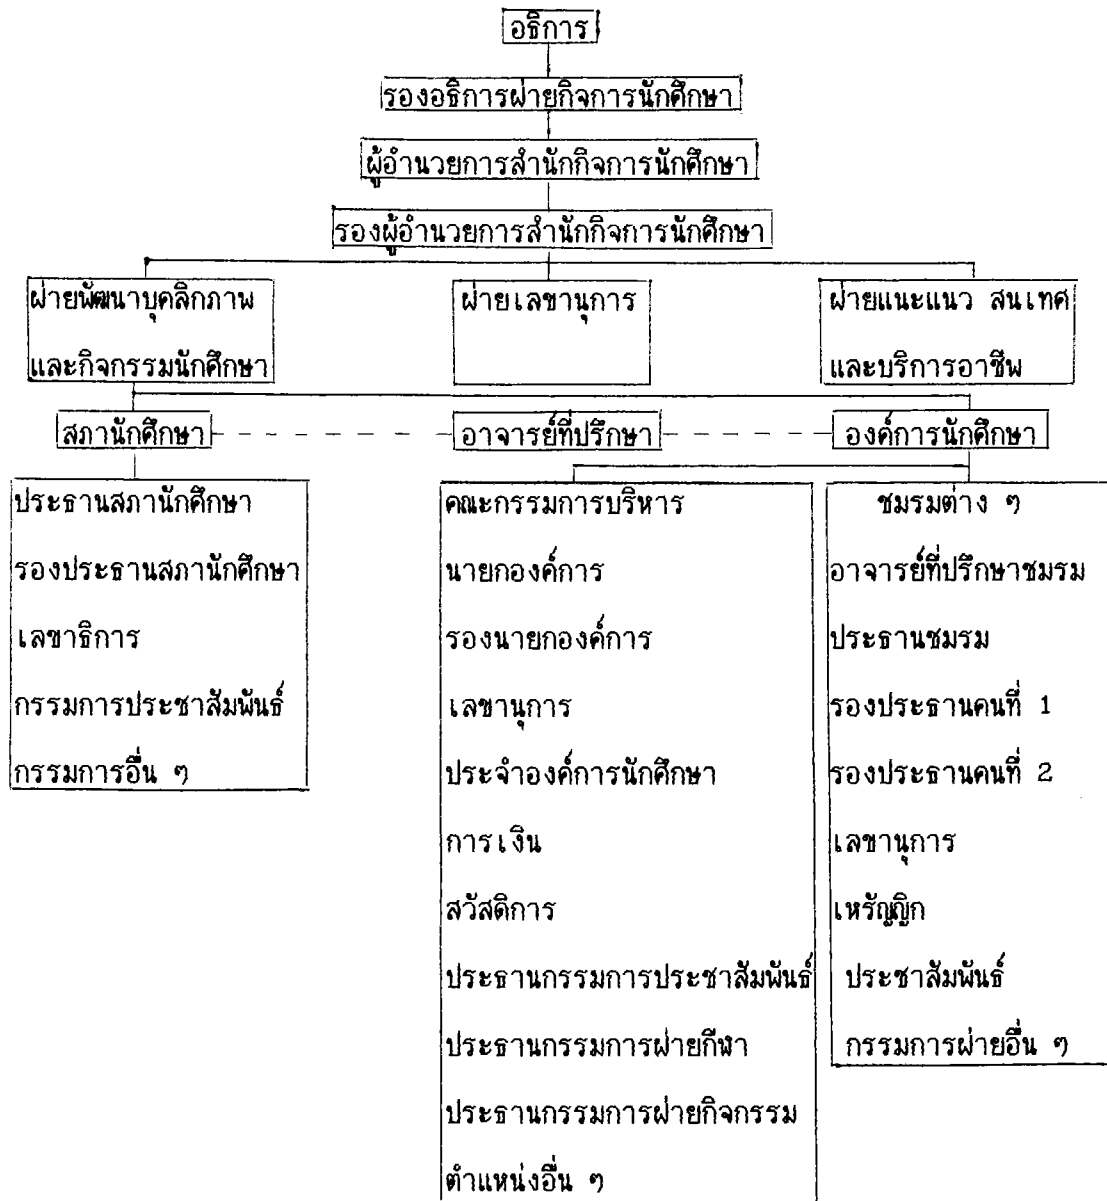 อธิการ
รองอธิการฝ่ายกิจการนักศึกษา
ผู้อำนวยการสำนักกิจการนักศึกษา
รองผู้อำนวยการสำนักกิจการนักศึกษา
ฝ่ายพัฒนาบุคลิกภาพ
และกิจกรรมนักศึกษา
ฝ่ายเลขานุการ
ฝ่ายแนะแนว สนเทศ
และบริการอาชีพ
สภานักศึกษา
อาจารย์ที่ปรึกษา
องค์การนักศึกษา
ประธานสภานักศึกษา
รองประธานสภานักศึกษา
เลขาธิการ
กรรมการประชาสัมพันธ์
กรรมการอื่น ๆ
คณะกรรมการบริหาร
นายกองค์การ
รองนายกองค์การ
เลขานุการ
ประจำองค์การนักศึกษา
การเงิน
สวัสดิการ
ประธานกรรมการประชาสัมพันธ์
ประธานกรรมการฝ่ายกีฬา
ประธานกรรมการฝ่ายกิจกรรม
ตำแหน่งอื่น ๆ
ชมรมต่าง ๆ
อาจารย์ที่ปรึกษาชมรม
ประธานชมรม
รองประธานคนที่ 1
รองประธานคนที่ 2
เลขานุการ
เหรัญญิก
ประชาสัมพันธ์
กรรมการฝ่ายอื่น ๆ